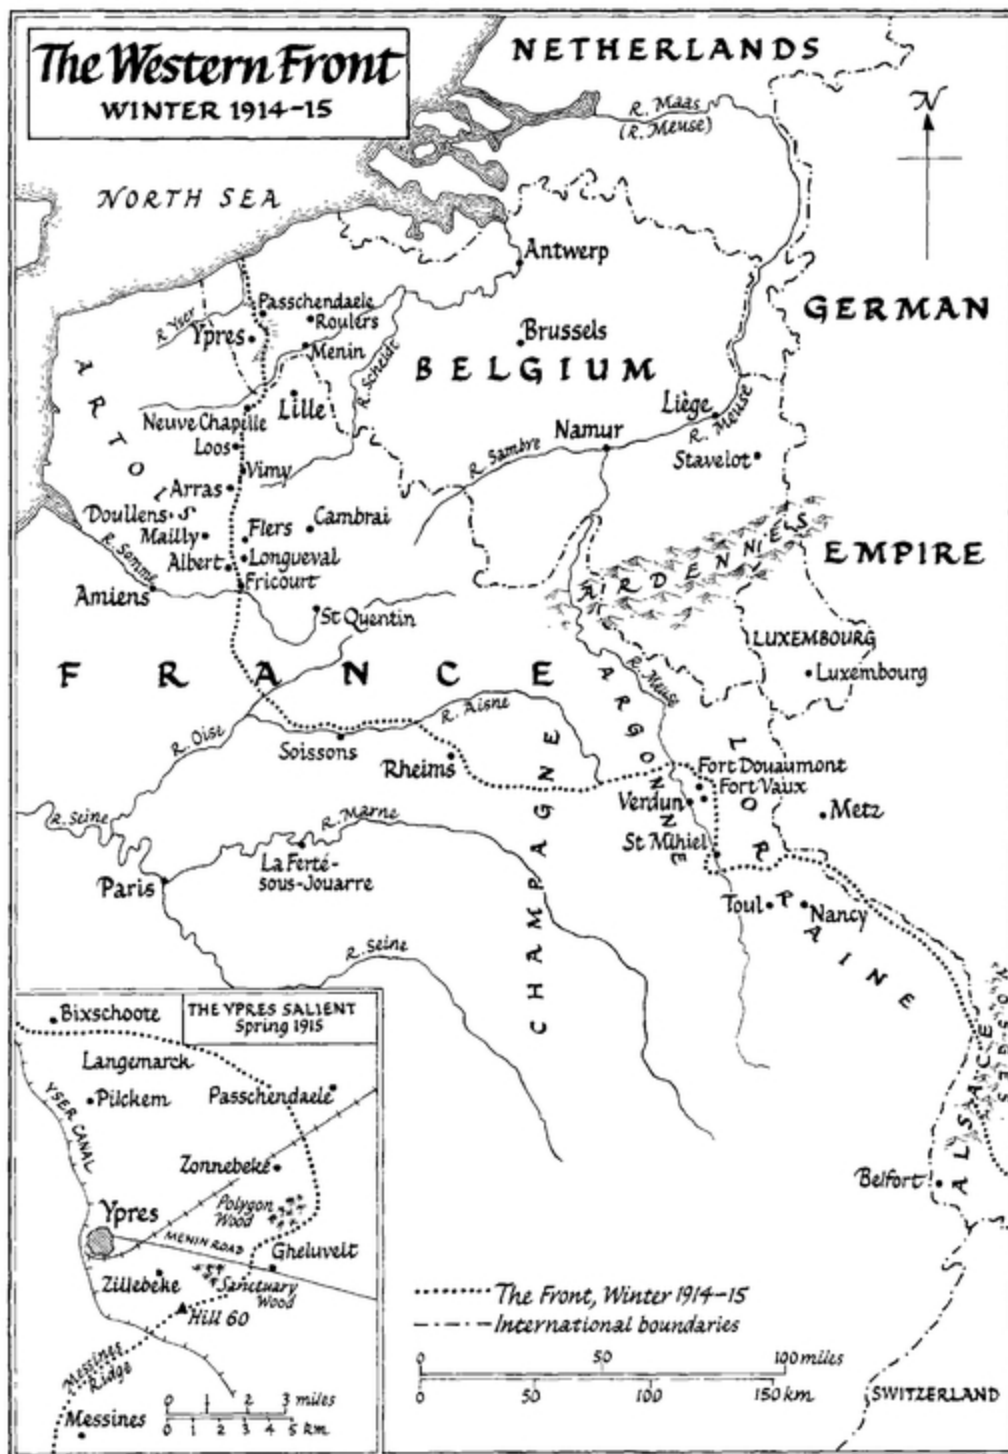 The Western Front
WINTER 1914–15
NETHERLANDS
N
R. Maas
(R. Meuse)
NORTH SEA
Antwerp
GERMAN
Passchendaele
R. Yser
Roulers
Ypres
Brussels
Menin
R. Scheldt
BELGIUM
ARTOIS
Lille
Liège
R. Meuse
Neuve Chapelle
Loos
Namur
R. Sambre
Stavelot
Vimy
Arras
Doullens
Cambrai
Mailly
Flers
ARDENNES
EMPIRE
R. Somme
Albert
Longueval
Fricourt
Amiens
St Quentin
LUXEMBOURG
Luxembourg
FRANCE
R. Meuse
ARGONNE
R. Aisne
R. Oise
Soissons
Rheims
LORRAINE
Fort Douaumont
Fort Vaux
Verdun
Metz
R. Seine
R. Marne
St Mihiel
La Ferté-
sous-Jouarre
Paris
CHAMPAGNE
Toul
Nancy
R. Seine
VOSGES
ALSACE
Belfort
THE YPRES SALIENT
Spring 1915
Bixschoote
Langemarck
Pilckem
Passchendaele
YSER CANAL
Zonnebeke
Polygon
Wood
Ypres
MENIN ROAD
Gheluvelt
Zillebeke
Sanctuary
Wood
Hill 60
Messines
Ridge
0 1 2 3 miles
0 1 2 3 4 5 km
Messines
The Front, Winter 1914–15
International boundaries
0 50 100 miles
0 50 100 150 km
SWITZERLAND